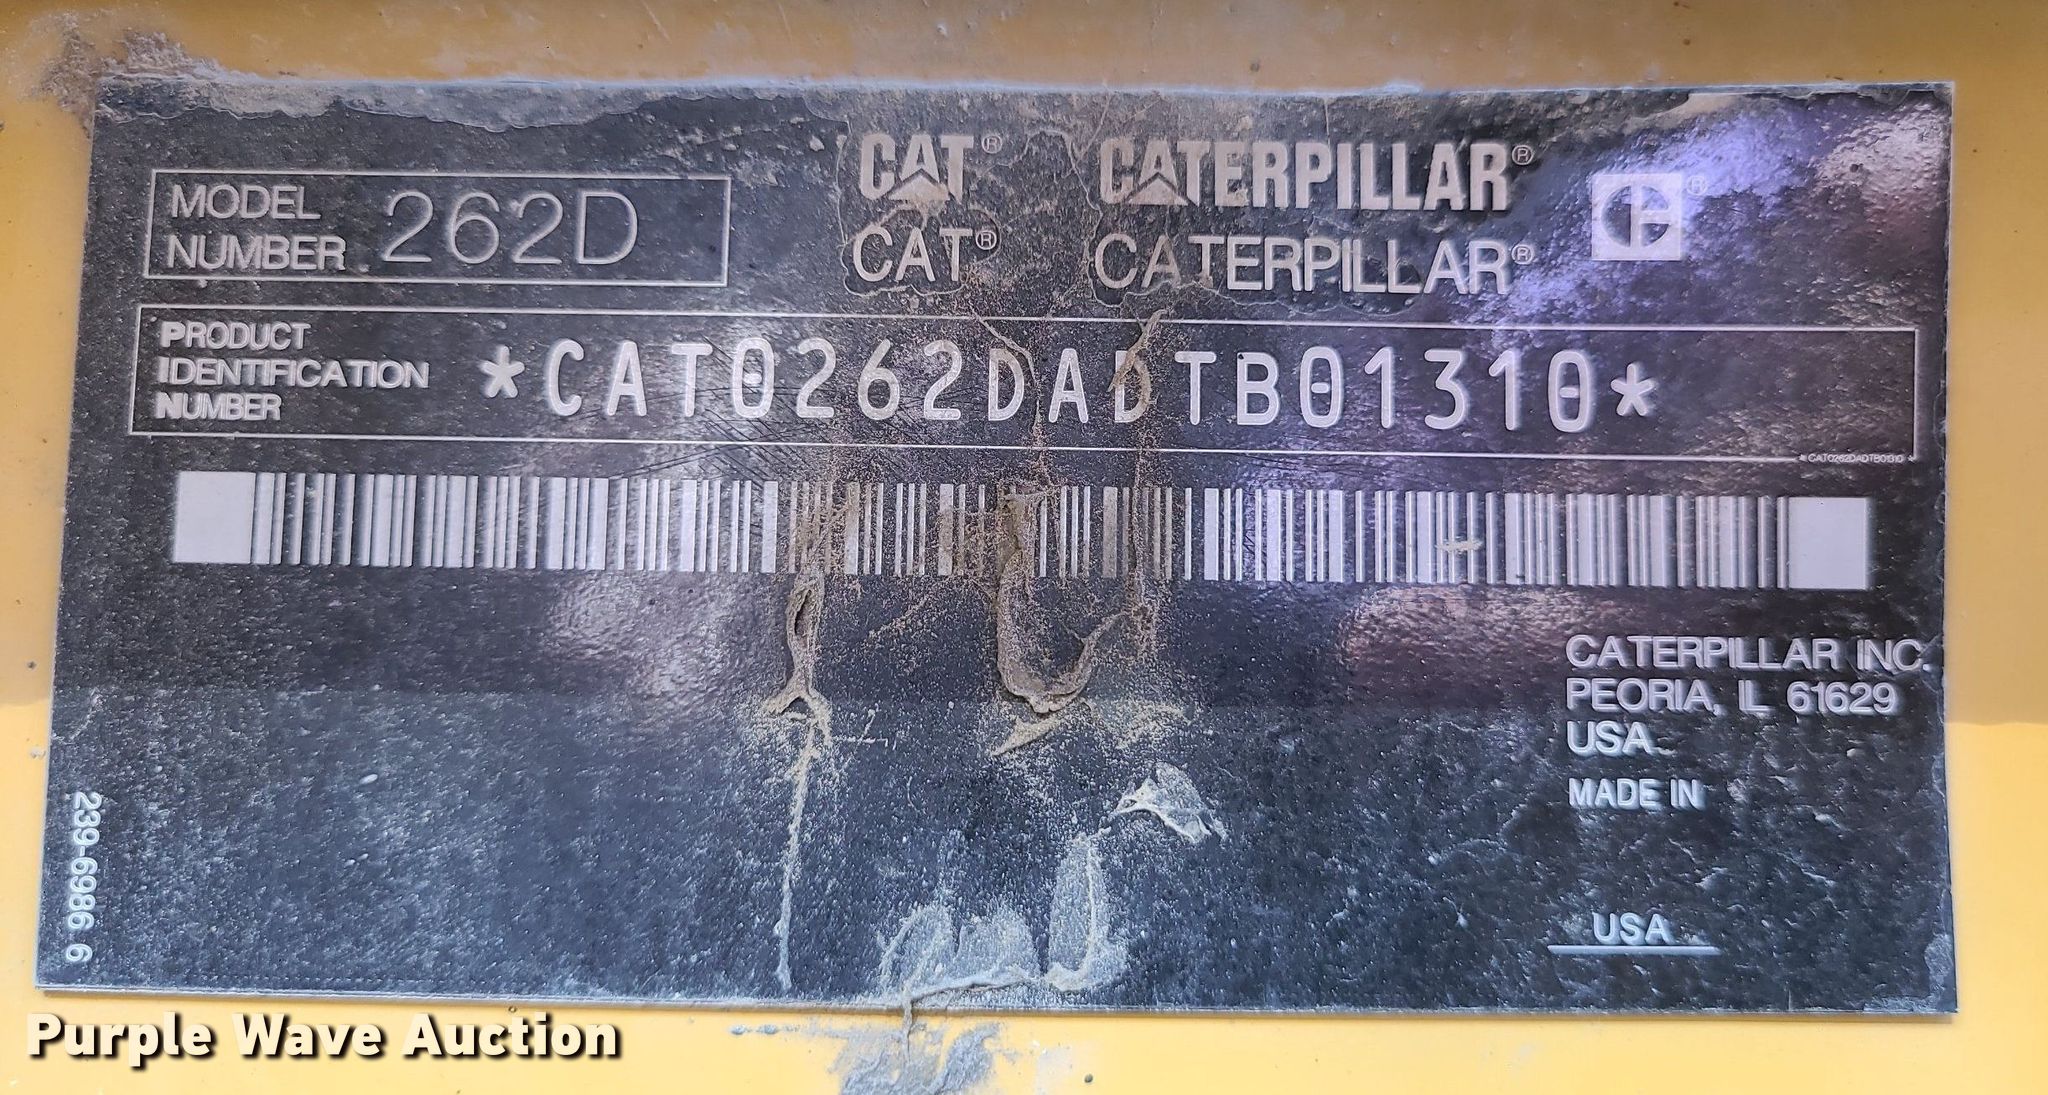 MODEL
NUMBER 262D
CAT® CATERPILLAR®
CAT® CATERPILLAR®
PRODUCT
IDENTIFICATION
NUMBER
*CAT0262DADTB01310*
* CAT0262DADTB01310 *
CATERPILLAR INC.
PEORIA, IL 61629
USA
MADE IN
USA
239-6986 6
Purple Wave Auction